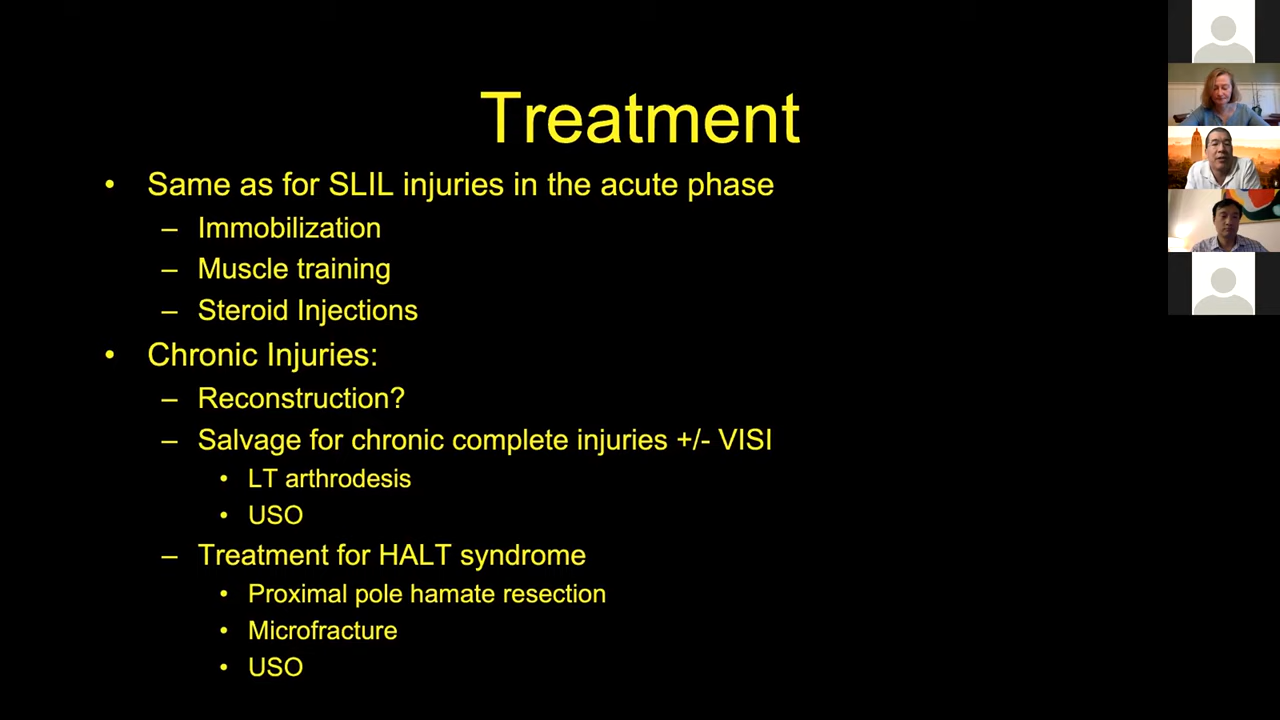 Treatment
• Same as for SLIL injuries in the acute phase
– Immobilization
– Muscle training
– Steroid Injections
• Chronic Injuries:
– Reconstruction?
– Salvage for chronic complete injuries +/- VISI
• LT arthrodesis
• USO
– Treatment for HALT syndrome
• Proximal pole hamate resection
• Microfracture
• USO